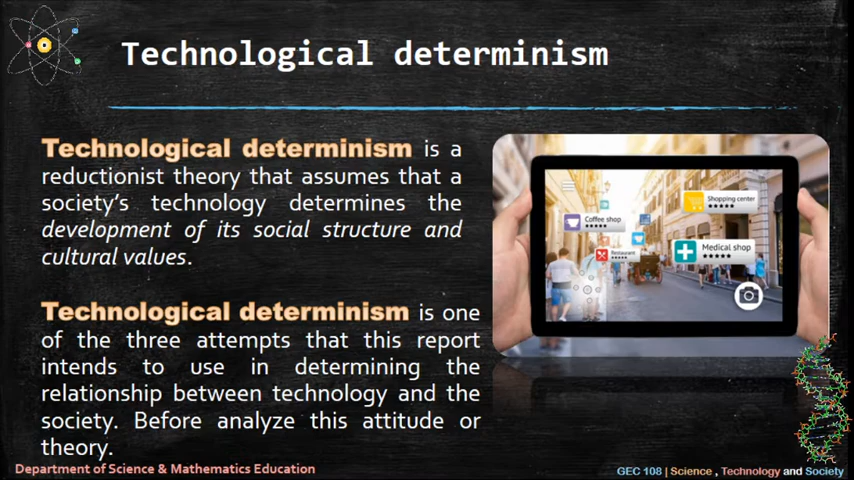 Technological determinism
Technological determinism is a
reductionist theory that assumes that a
society's technology determines the
development of its social structure and
cultural values.
Technological determinism is one
of the three attempts that this report
intends to use in determining the
relationship between technology and the
society. Before analyze this attitude or
theory.
Shopping center
Coffee shop
Medical shop
Restaurant
Department of Science & Mathematics Education
GEC 108 | Science , Technology and Society